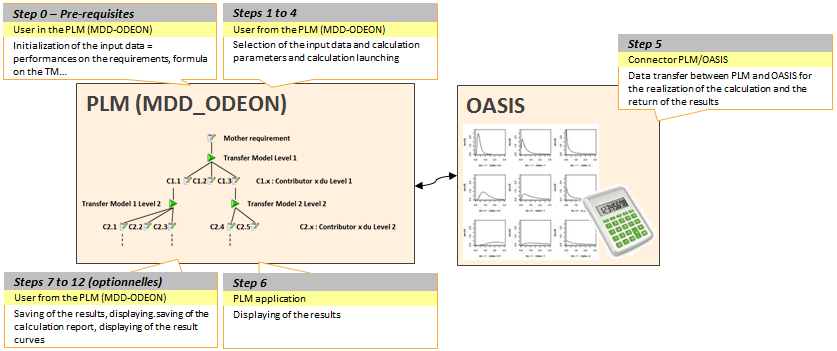 Step 0 – Pre-requisites
User in the PLM (MDD-ODEON)
Initialization of the input data =
performances on the requirements, formula
on the TM...
Steps 1 to 4
User from the PLM (MDD-ODEON)
Selection of the input data and calculation
parameters and calculation launching
Step 5
Connector PLM/OASIS
Data transfer between PLM and OASIS for
the realization of the calculation and the
return of the results
PLM (MDD_ODEON)
Mother requirement
Transfer Model Level 1
C1.1 C1.2 C1.3 C1.x : Contributor x du Level 1
Transfer Model 1 Level 2 Transfer Model 2 Level 2
C2.1 C2.2 C2.3 C2.4 C2.5 C2.x : Contributor x du Level 2
OASIS
Steps 7 to 12 (optionnelles)
User from the PLM (MDD-ODEON)
Saving of the results, displaying.saving of the
calculation report, displaying of the result
curves
Step 6
PLM application
Displaying of the results